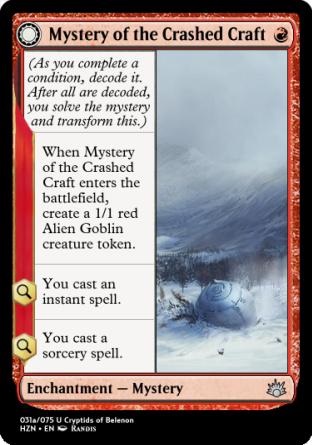 Mystery of the Crashed Craft
(As you complete a
condition, decode it.
After all are decoded,
you solve the mystery
and transform this.)
When Mystery
of the Crashed
Craft enters the
battlefield,
create a 1/1 red
Alien Goblin
creature token.
You cast an
instant spell.
You cast a
sorcery spell.
Enchantment — Mystery
031a/075 U Cryptids of Belenon
HZN • EN Randis